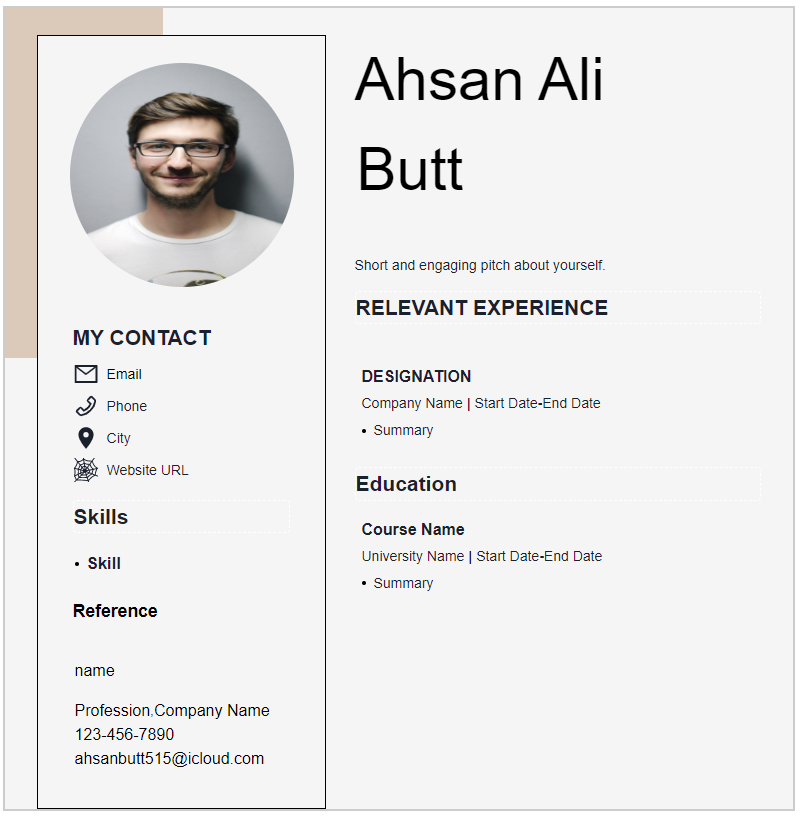 Ahsan Ali
Butt
Short and engaging pitch about yourself.
RELEVANT EXPERIENCE
DESIGNATION
Company Name | Start Date-End Date
• Summary
Education
Course Name
University Name | Start Date-End Date
• Summary
MY CONTACT
Email
Phone
City
Website URL
Skills
• Skill
Reference
name
Profession,Company Name
123-456-7890
ahsanbutt515@icloud.com